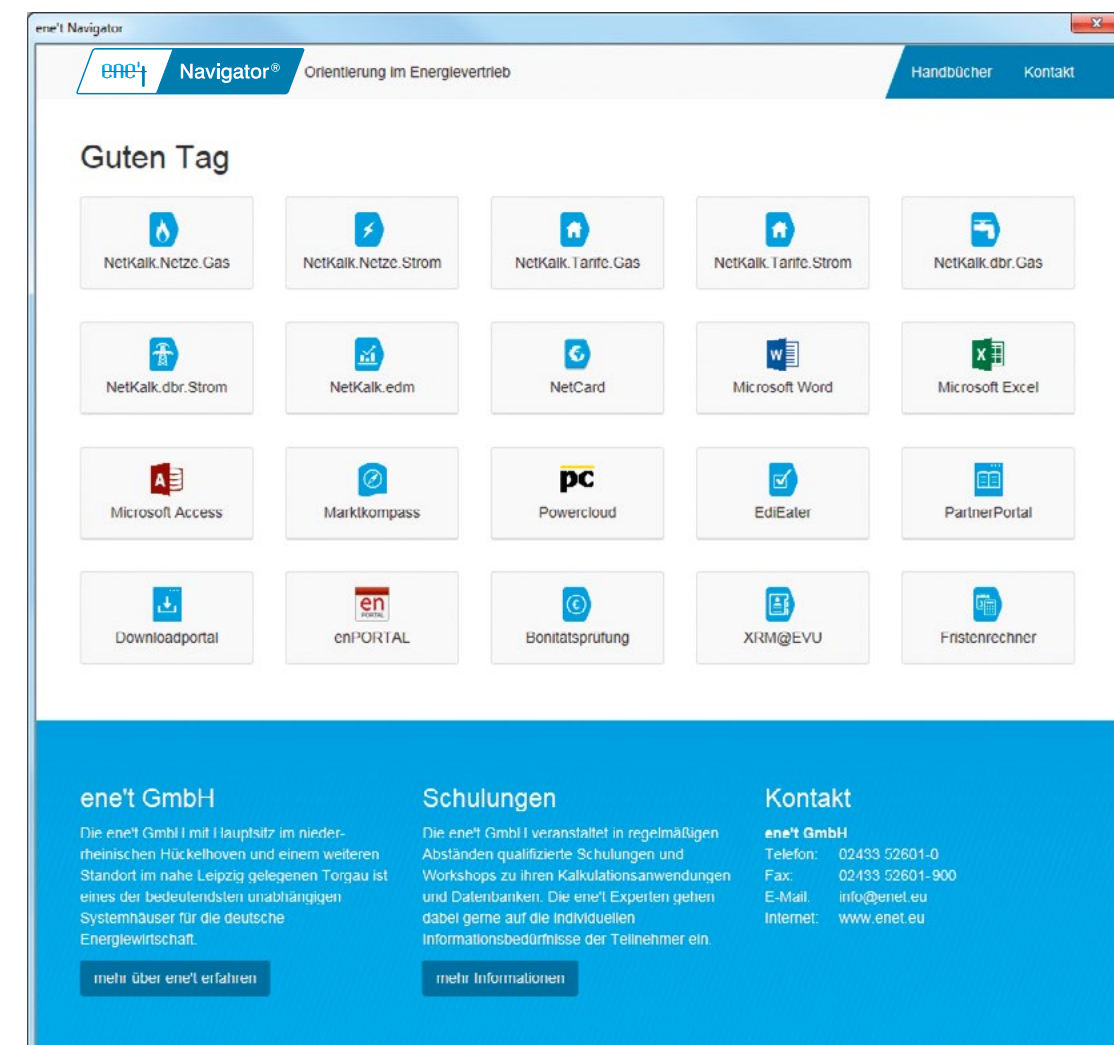 ene't Navigator
ene't Navigator® Orientierung im Energievertrieb Handbücher Kontakt
Guten Tag
NetKalk.Netze.Gas NetKalk.Netze.Strom NetKalk.Tarife.Gas NetKalk.Tarife.Strom NetKalk.dbr.Gas
NetKalk.dbr.Strom NetKalk.edm NetCard Microsoft Word Microsoft Excel
Microsoft Access Marktkompass Powercloud EdiEater PartnerPortal
en
PORTAL
Downloadportal enPORTAL Bonitätsprüfung XRM@EVU Fristenrechner
ene't GmbH
Die ene't GmbH mit Hauptsitz im nieder-
rheinischen Hückelhoven und einem weiteren
Standort im nahe Leipzig gelegenen Torgau ist
eines der bedeutendsten unabhängigen
Systemhäuser für die deutsche
Energiewirtschaft.
mehr über ene't erfahren
Schulungen
Die ene't GmbH veranstaltet in regelmäßigen
Abständen qualifizierte Schulungen und
Workshops zu ihren Kalkulationsanwendungen
und Datenbanken. Die ene't Experten gehen
dabei gerne auf die individuellen
Informationsbedürfnisse der Teilnehmer ein.
mehr Informationen
Kontakt
ene't GmbH
Telefon: 02433 52601-0
Fax: 02433 52601-900
E-Mail: info@enet.eu
Internet: www.enet.eu